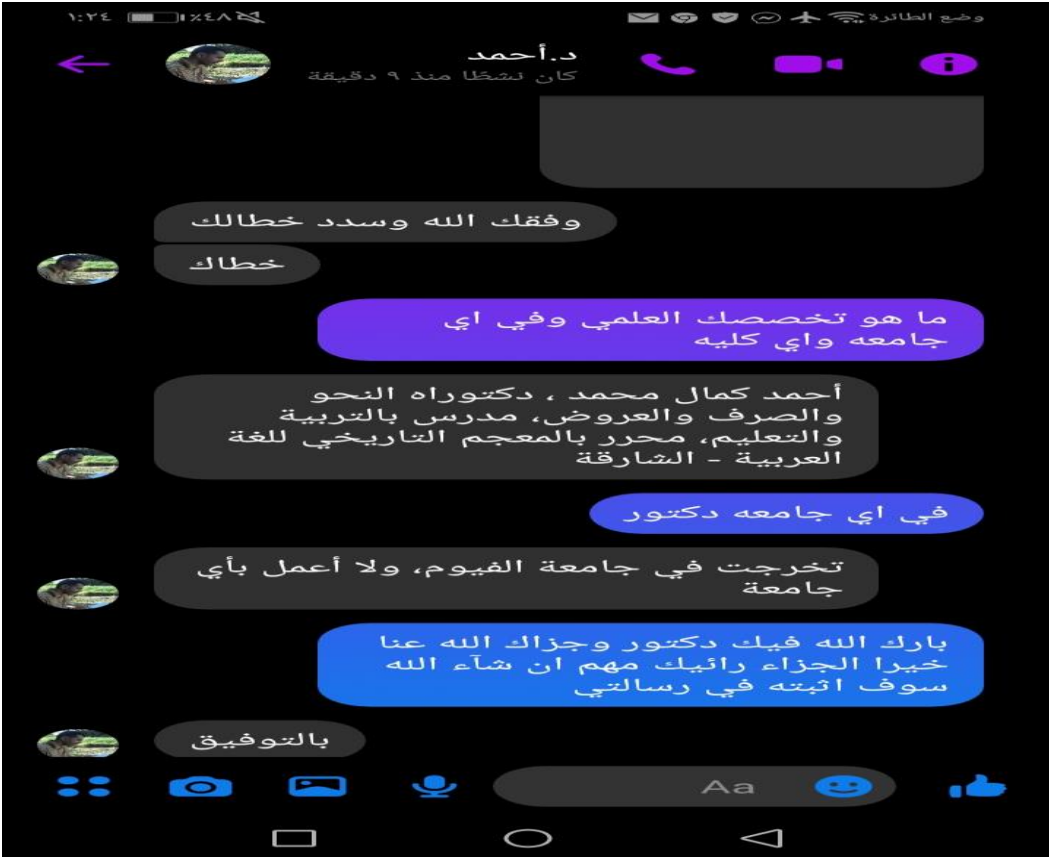 وضع الطائرة
١:٢٤
٪٤٨
د.أحمد
كان نشطًا منذ ٩ دقيقة
وفقك الله وسدد خطالك
خطاك
ما هو تخصصك العلمي وفي اي
جامعه واي كليه
أحمد كمال محمد ، دكتوراه النحو
والصرف والعروض، مدرس بالتربية
والتعليم، محرر بالمعجم التاريخي للغة
العربية - الشارقة
في اي جامعه دكتور
تخرجت في جامعة الفيوم، ولا أعمل بأي
جامعة
بارك الله فيك دكتور وجزاك الله عنا
خيرا الجزاء رائيك مهم ان شآء الله
سوف اثبته في رسالتي
بالتوفيق
Aa